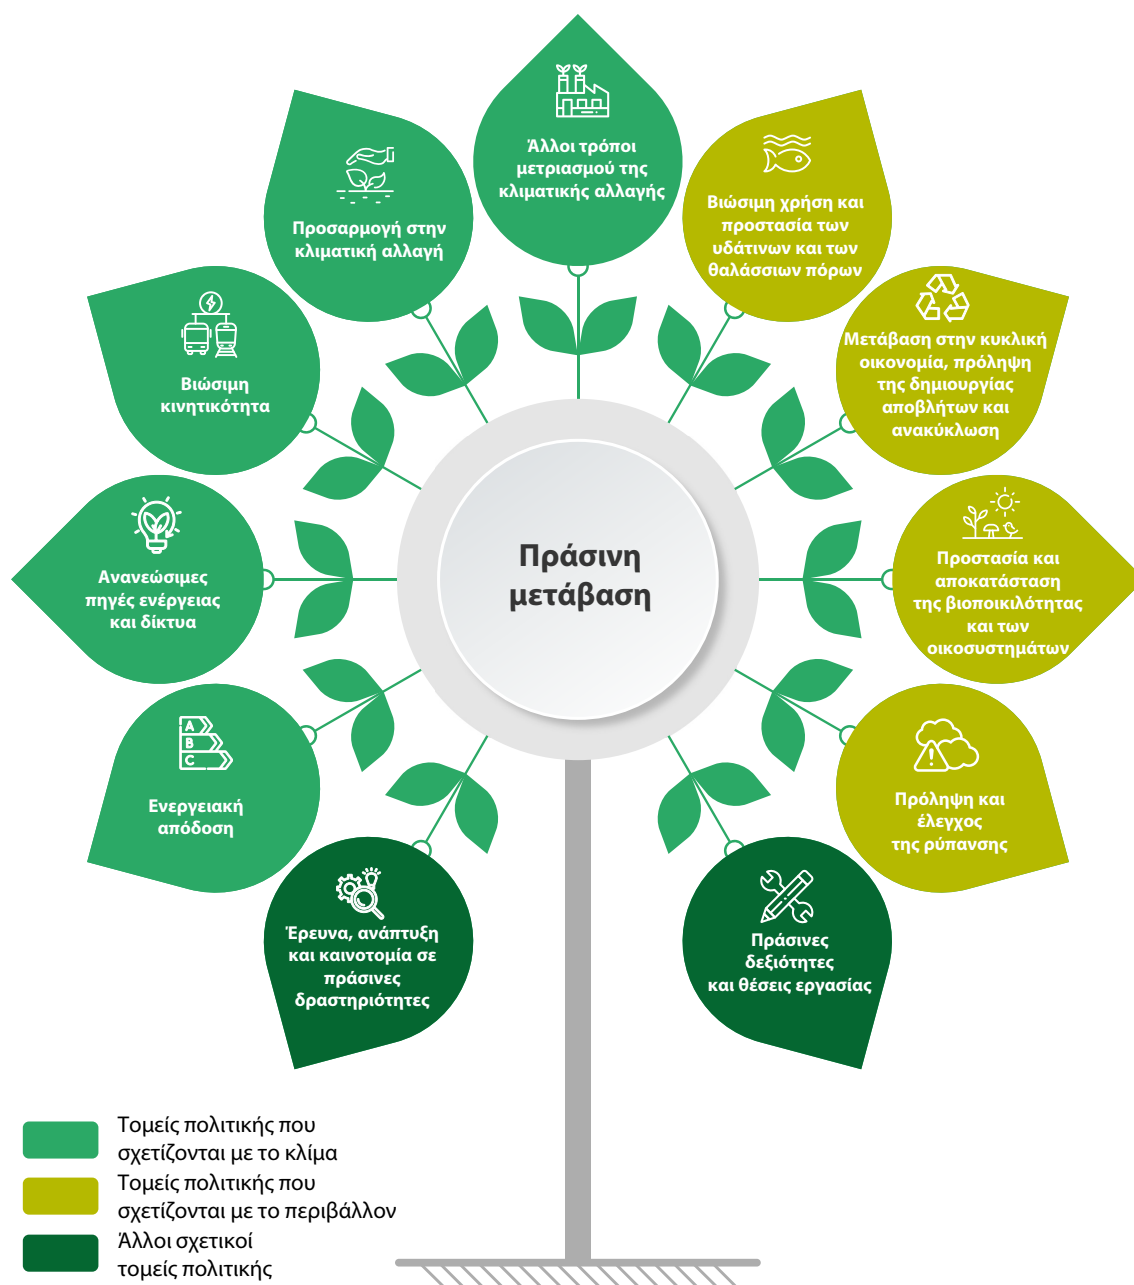 Άλλοι τρόποι
μετριασμού της
κλιματικής αλλαγής
Προσαρμογή στην
κλιματική αλλαγή
Βιώσιμη χρήση και
προστασία των
υδάτινων και των
θαλάσσιων πόρων
Βιώσιμη
κινητικότητα
Μετάβαση στην κυκλική
οικονομία, πρόληψη
της δημιουργίας
αποβλήτων και
ανακύκλωση
Ανανεώσιμες
πηγές ενέργειας
και δίκτυα
Πράσινη
μετάβαση
Προστασία και
αποκατάσταση
της βιοποικιλότητας
και των
οικοσυστημάτων
A
B
C
Ενεργειακή
απόδοση
Πρόληψη και
έλεγχος
της ρύπανσης
Έρευνα, ανάπτυξη
και καινοτομία σε
πράσινες
δραστηριότητες
Πράσινες
δεξιότητες
και θέσεις εργασίας
Τομείς πολιτικής που
σχετίζονται με το κλίμα
Τομείς πολιτικής που
σχετίζονται με το περιβάλλον
Άλλοι σχετικοί
τομείς πολιτικής